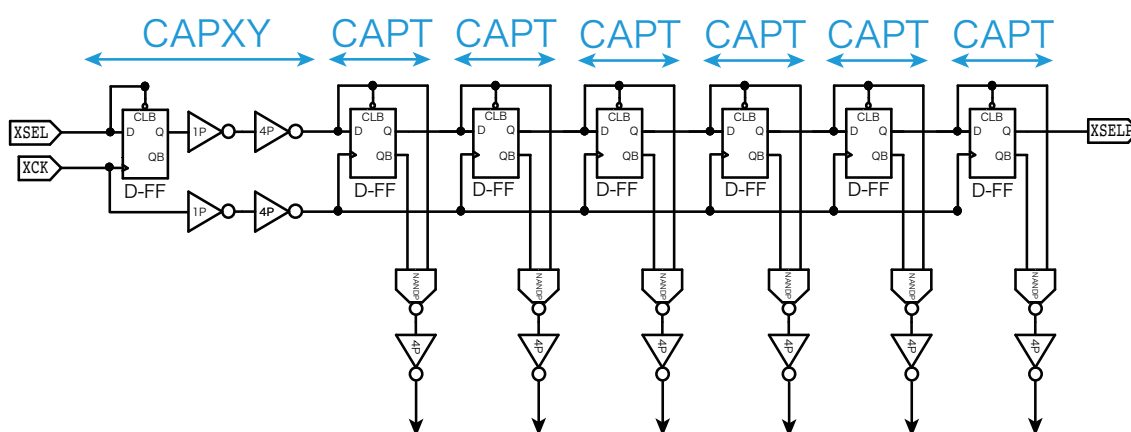 CAPXY CAPT CAPT CAPT CAPT CAPT CAPT
CLB CLB CLB CLB CLB CLB CLB
XSEL D Q 1P 4P D Q D Q D Q D Q D Q D Q XSELP
XCK QB QB QB QB QB QB QB
D-FF D-FF D-FF D-FF D-FF D-FF D-FF
1P 4P
NANDP NANDP NANDP NANDP NANDP NANDP
4P 4P 4P 4P 4P 4P